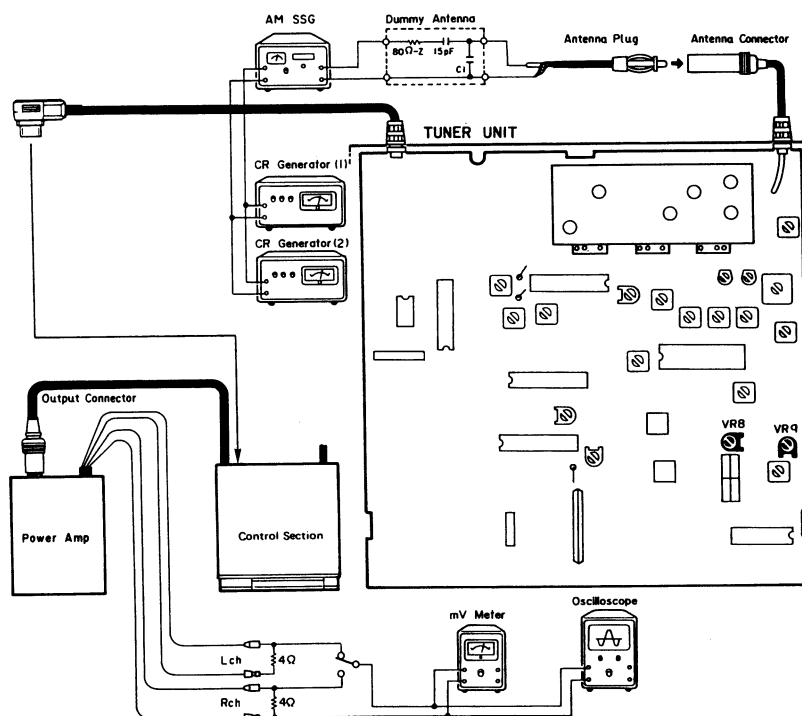 AM SSG
Dummy Antenna
80Ω-Z 15pF
C1
Antenna Plug
Antenna Connector
TUNER UNIT
CR Generator (1)
CR Generator (2)
Output Connector
VR8
VR9
Power Amp
Control Section
mV Meter
Oscilloscope
Lch
4Ω
Rch
4Ω